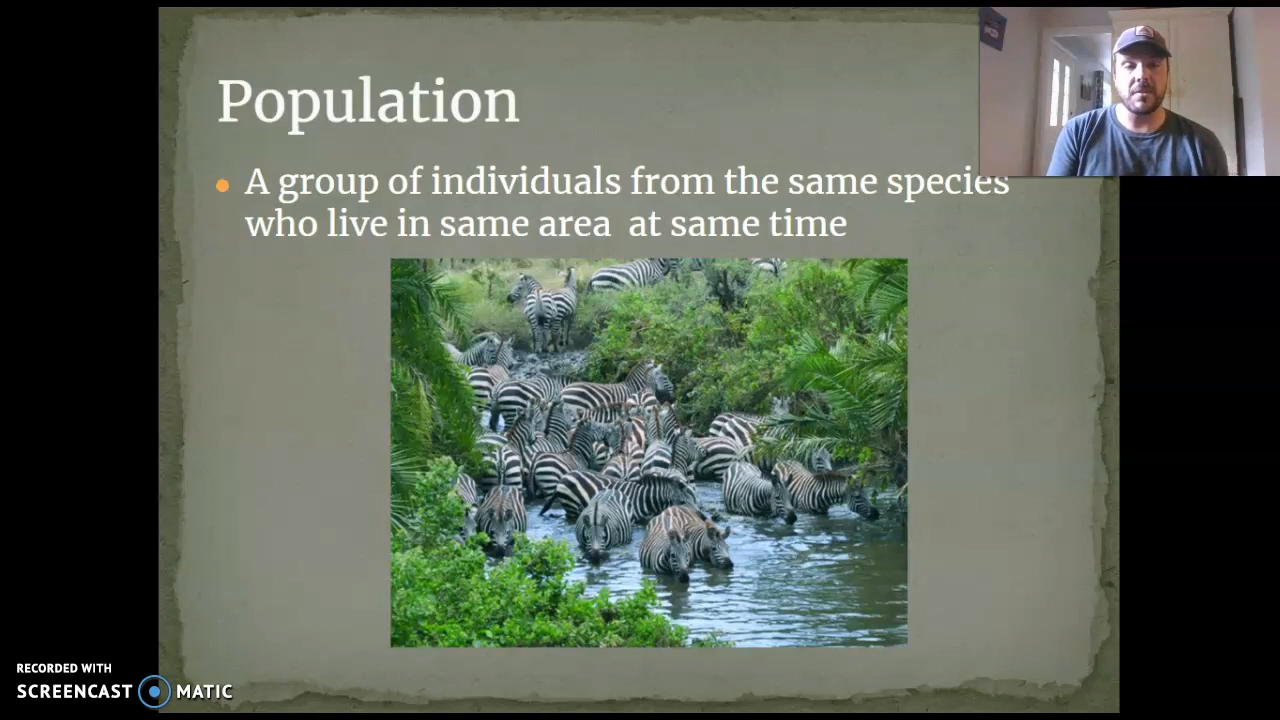 Population
A group of individuals from the same species
who live in same area at same time
RECORDED WITH
SCREENCAST MATIC